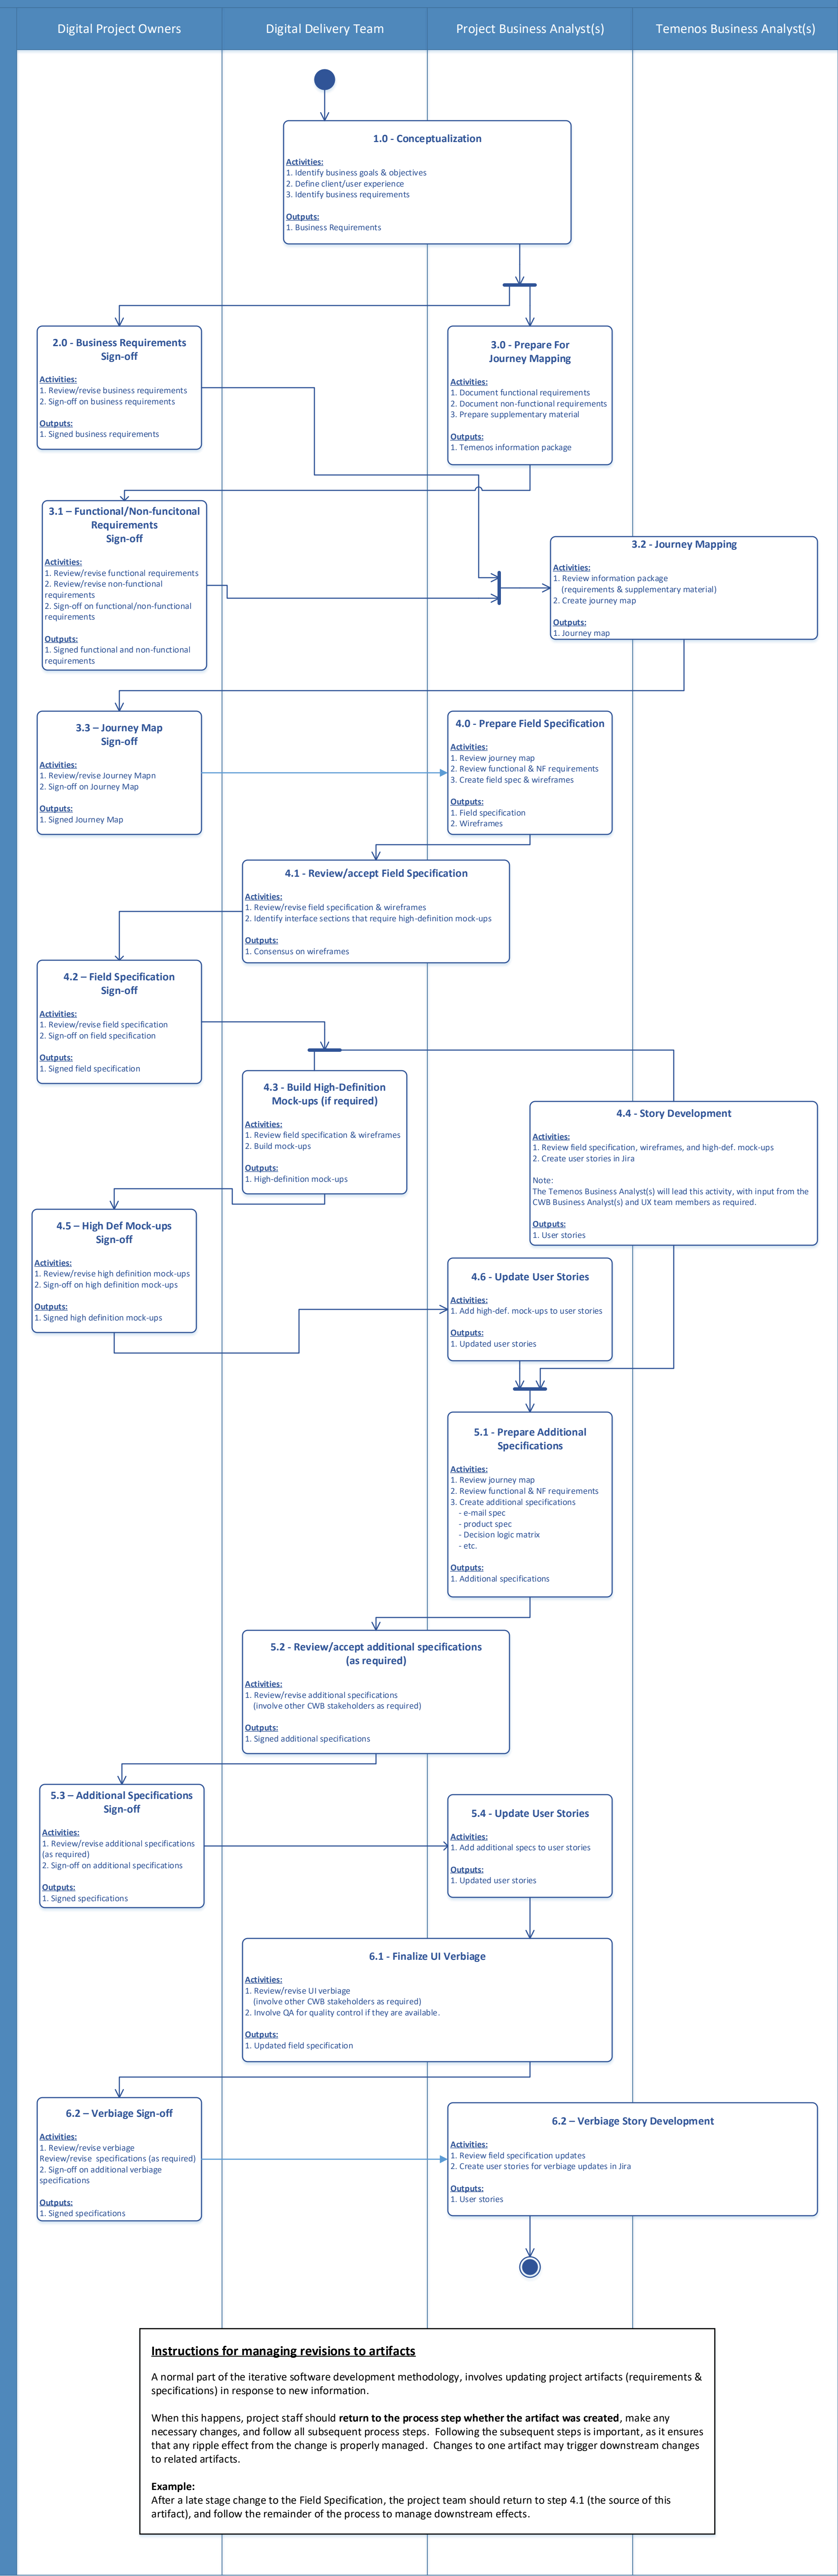 Digital Project Owners
Digital Delivery Team
Project Business Analyst(s)
Temenos Business Analyst(s)
1.0 - Conceptualization
Activities:
1. Identify business goals & objectives
2. Define client/user experience
3. Identify business requirements
Outputs:
1. Business Requirements
2.0 - Business Requirements
Sign-off
Activities:
1. Review/revise business requirements
2. Sign-off on business requirements
Outputs:
1. Signed business requirements
3.0 - Prepare For
Journey Mapping
Activities:
1. Document functional requirements
2. Document non-functional requirements
3. Prepare supplementary material
Outputs:
1. Temenos information package
3.1 – Functional/Non-funcitonal
Requirements
Sign-off
Activities:
1. Review/revise functional requirements
2. Review/revise non-functional
requirements
2. Sign-off on functional/non-functional
requirements
Outputs:
1. Signed functional and non-functional
requirements
3.2 - Journey Mapping
Activities:
1. Review information package
(requirements & supplementary material)
2. Create journey map
Outputs:
1. Journey map
3.3 – Journey Map
Sign-off
Activities:
1. Review/revise Journey Mapn
2. Sign-off on Journey Map
Outputs:
1. Signed Journey Map
4.0 - Prepare Field Specification
Activities:
1. Review journey map
2. Review functional & NF requirements
3. Create field spec & wireframes
Outputs:
1. Field specification
2. Wireframes
4.1 - Review/accept Field Specification
Activities:
1. Review/revise field specification & wireframes
2. Identify interface sections that require high-definition mock-ups
Outputs:
1. Consensus on wireframes
4.2 – Field Specification
Sign-off
Activities:
1. Review/revise field specification
2. Sign-off on field specification
Outputs:
1. Signed field specification
4.3 - Build High-Definition
Mock-ups (if required)
Activities:
1. Review field specification & wireframes
2. Build mock-ups
Outputs:
1. High-definition mock-ups
4.4 - Story Development
Activities:
1. Review field specification, wireframes, and high-def. mock-ups
2. Create user stories in Jira
Note:
The Temenos Business Analyst(s) will lead this activity, with input from the
CWB Business Analyst(s) and UX team members as required.
Outputs:
1. User stories
4.5 – High Def Mock-ups
Sign-off
Activities:
1. Review/revise high definition mock-ups
2. Sign-off on high definition mock-ups
Outputs:
1. Signed high definition mock-ups
4.6 - Update User Stories
Activities:
1. Add high-def. mock-ups to user stories
Outputs:
1. Updated user stories
5.1 - Prepare Additional
Specifications
Activities:
1. Review journey map
2. Review functional & NF requirements
3. Create additional specifications
- e-mail spec
- product spec
- Decision logic matrix
- etc.
Outputs:
1. Additional specifications
5.2 - Review/accept additional specifications
(as required)
Activities:
1. Review/revise additional specifications
(involve other CWB stakeholders as required)
Output:
1. Signed additional specifications
5.3 – Additional Specifications
Sign-off
Activities:
1. Review/revise additional specifications
(as required)
2. Sign-off on additional specifications
Outputs:
1. Signed specifications
5.4 - Update User Stories
Activities:
1. Add additional specs to user stories
Outputs:
1. Updated user stories
6.1 - Finalize UI Verbiage
Activities:
1. Review/revise UI verbiage
(involve other CWB stakeholders as required)
2. Involve QA for quality control if they are available.
Outputs:
1. Updated field specification
6.2 – Verbiage Sign-off
Activities:
1. Review/revise verbiage
Review/revise specifications (as required)
2. Sign-off on additional verbiage
specifications
Outputs:
1. Signed specifications
6.2 – Verbiage Story Development
Activities:
1. Review field specification updates
2. Create user stories for verbiage updates in Jira
Outputs:
1. User stories
Instructions for managing revisions to artifacts
A normal part of the iterative software development methodology, involves updating project artifacts (requirements &
specifications) in response to new information.
When this happens, project staff should return to the process step whether the artifact was created, make any
necessary changes, and follow all subsequent process steps. Following the subsequent steps is important, as it ensures
that any ripple effect from the change is properly managed. Changes to one artifact may trigger downstream changes
to related artifacts.
Example:
After a late stage change to the Field Specification, the project team should return to step 4.1 (the source of this
artifact), and follow the remainder of the process to manage downstream effects.